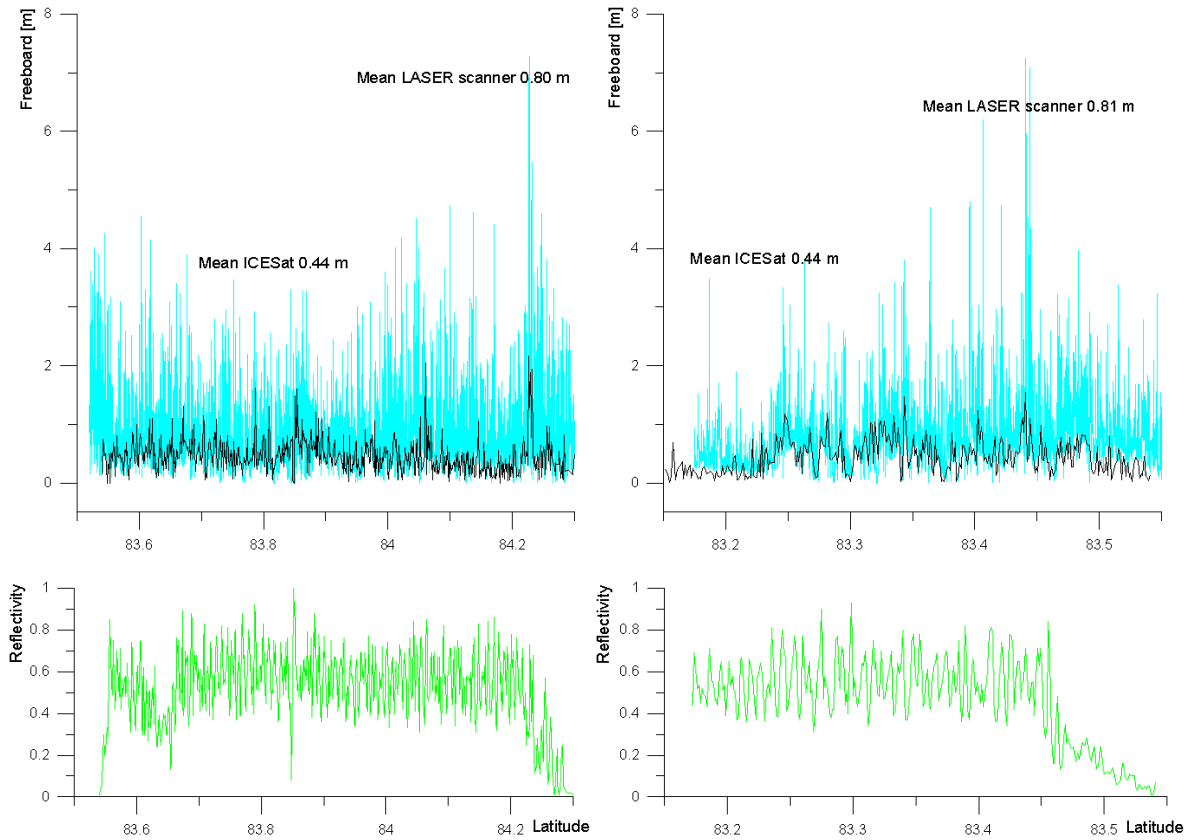 Freeboard [m]
8
6
4
2
0
Mean LASER scanner 0.80 m
Mean ICESat 0.44 m
83.6 83.8 84 84.2
Freeboard [m]
8
6
4
2
0
Mean LASER scanner 0.81 m
Mean ICESat 0.44 m
83.2 83.3 83.4 83.5
Reflectivity
1
0.8
0.6
0.4
0.2
0
83.6 83.8 84 84.2 Latitude
Reflectivity
1
0.8
0.6
0.4
0.2
0
83.2 83.3 83.4 83.5 Latitude